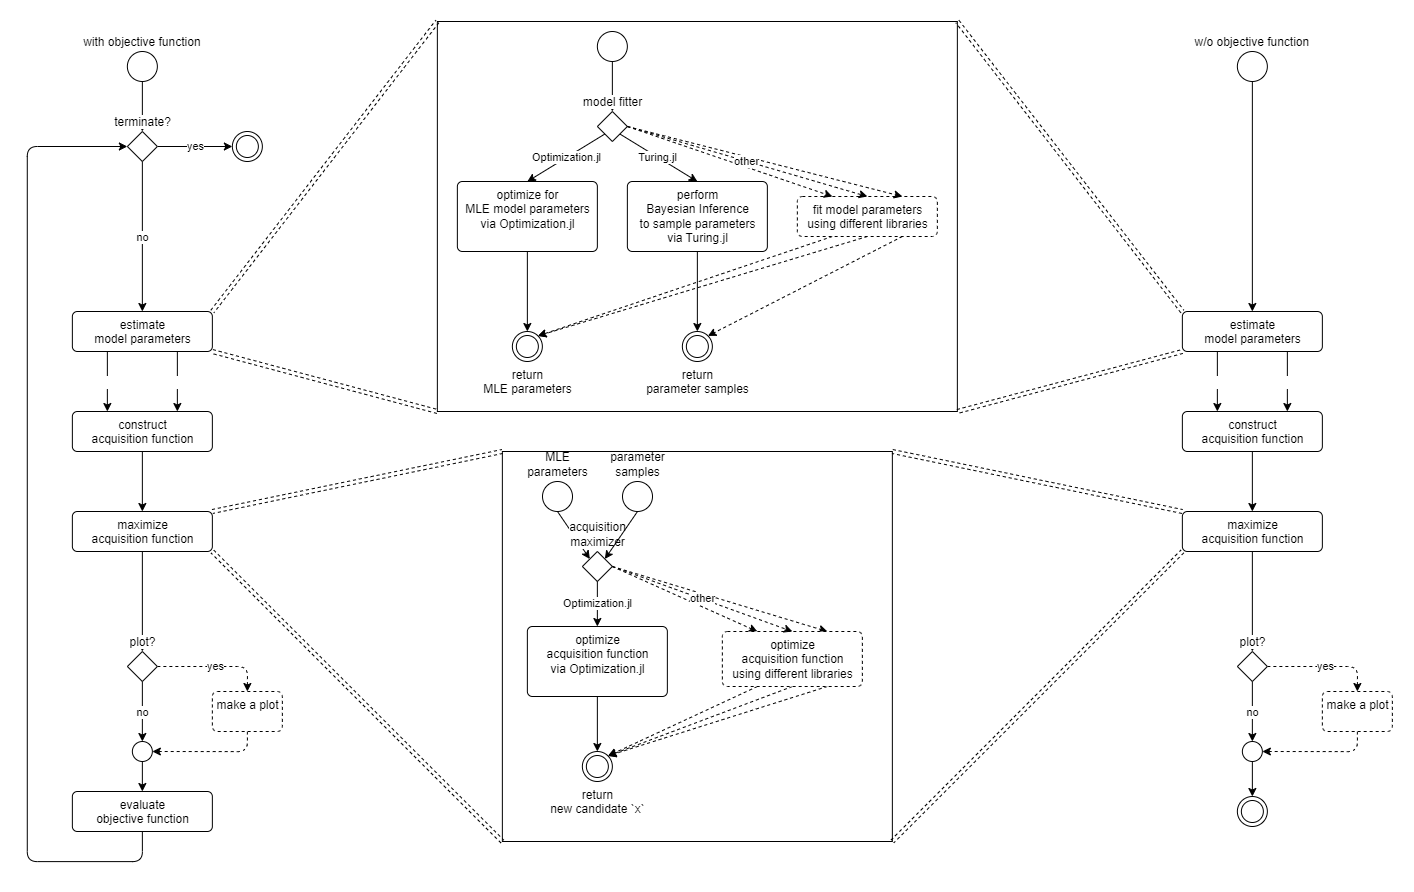 with objective function
terminate?
yes
no
estimate
model parameters
construct
acquisition function
maximize
acquisition function
plot?
yes
make a plot
no
evaluate
objective function
model fitter
Optimization.jl
Turing.jl
other
optimize for
MLE model parameters
via Optimization.jl
perform
Bayesian Inference
to sample parameters
via Turing.jl
fit model parameters
using different libraries
return
MLE parameters
return
parameter samples
MLE
parameters
parameter
samples
acquisition
maximizer
Optimization.jl
other
optimize
acquisition function
via Optimization.jl
optimize
acquisition function
using different libraries
return
new candidate `x`
w/o objective function
estimate
model parameters
construct
acquisition function
maximize
acquisition function
plot?
yes
make a plot
no